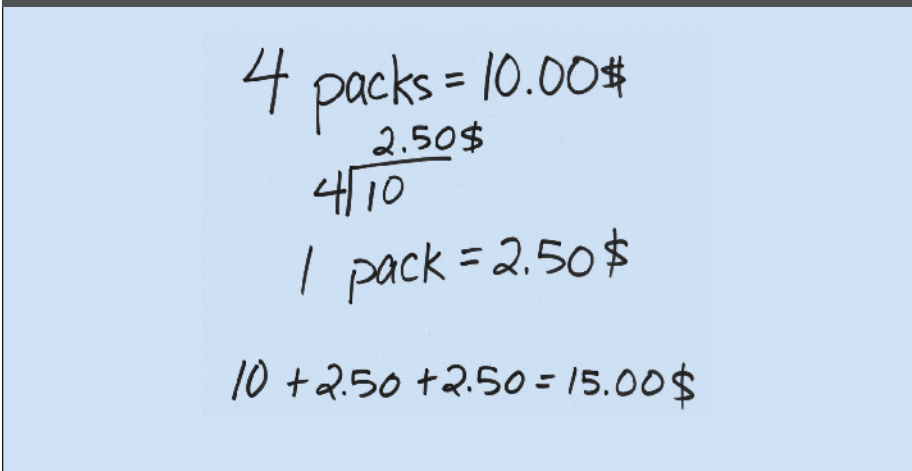 4 packs = 10.00$
2.50$
4⟌10
1 pack = 2.50$
10 + 2.50 + 2.50 = 15.00$